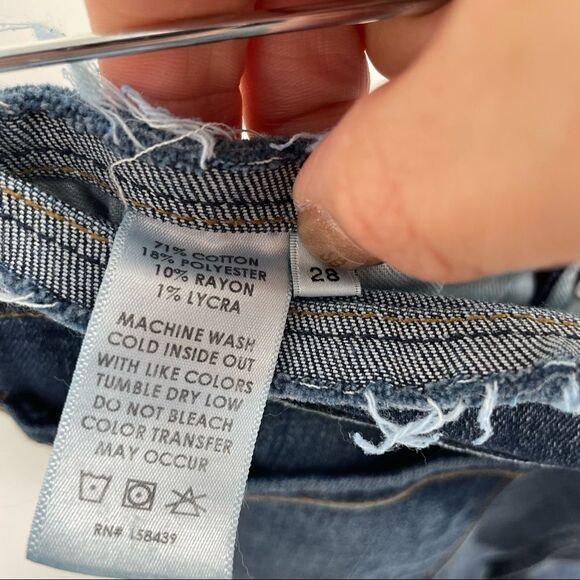 71% COTTON
18% POLYESTER
10% RAYON
1% LYCRA
MACHINE WASH
COLD INSIDE OUT
WITH LIKE COLORS
TUMBLE DRY LOW
DO NOT BLEACH
COLOR TRANSFER
MAY OCCUR
RN# 158439
28